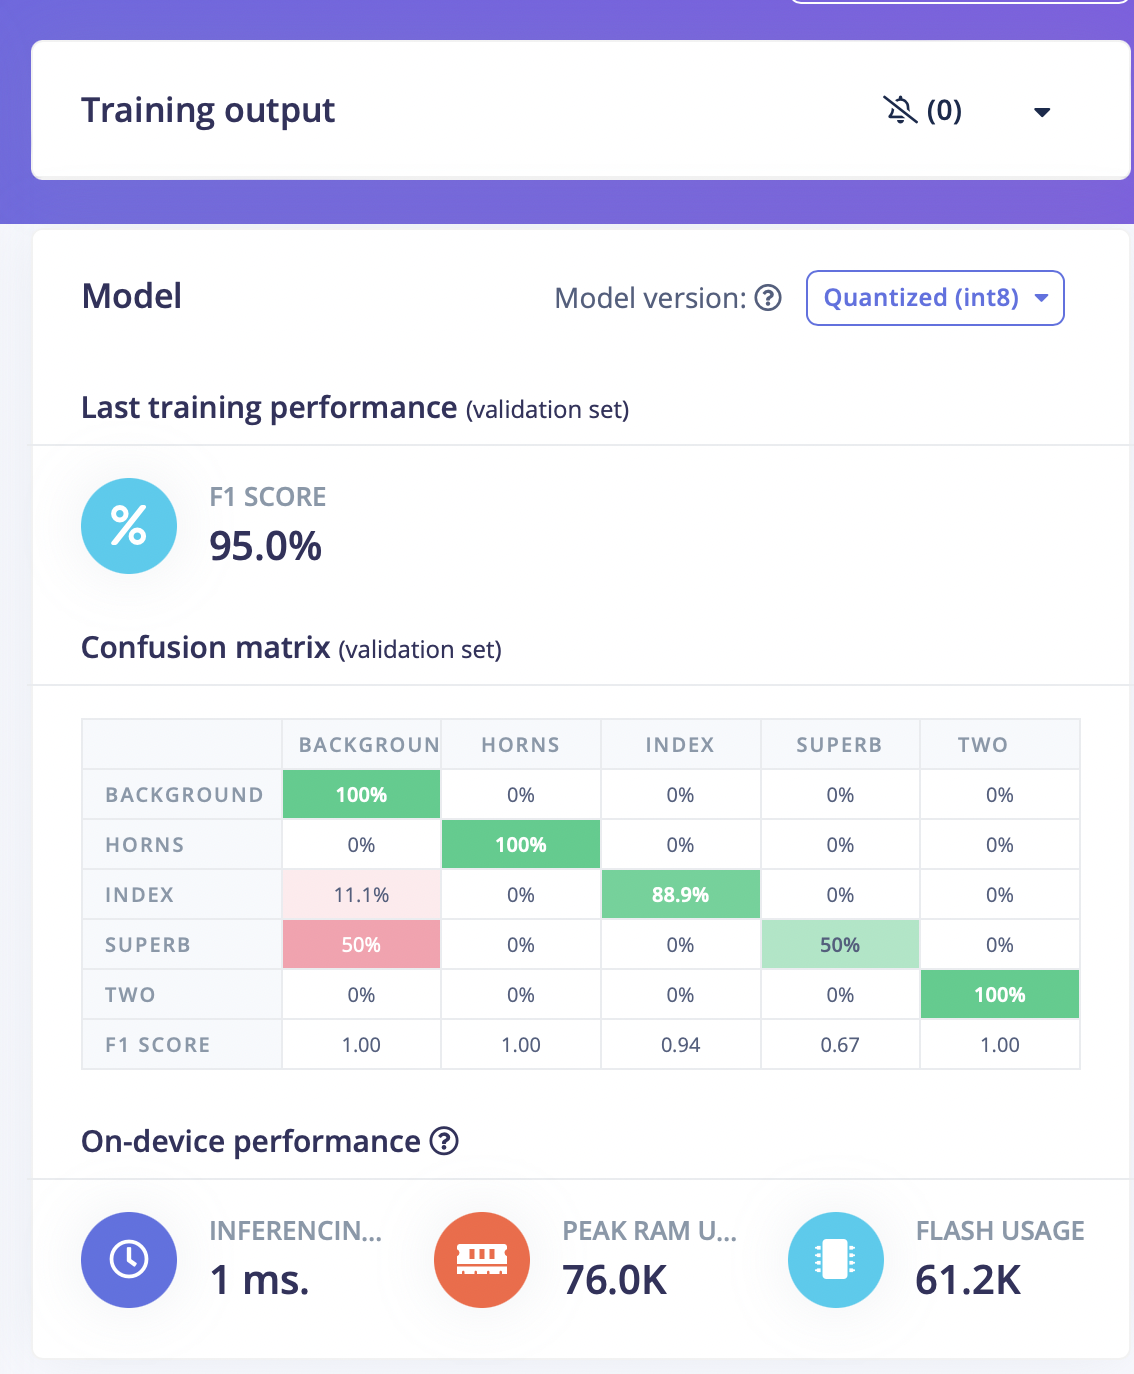 Training output (0)
Model Model version: Quantized (int8)
Last training performance (validation set)
%
F1 SCORE
95.0%
Confusion matrix (validation set)
BACKGROUN HORNS INDEX SUPERB TWO
BACKGROUND 100% 0% 0% 0% 0%
HORNS 0% 100% 0% 0% 0%
INDEX 11.1% 0% 88.9% 0% 0%
SUPERB 50% 0% 0% 50% 0%
TWO 0% 0% 0% 0% 100%
F1 SCORE 1.00 1.00 0.94 0.67 1.00
On-device performance
INFERENCIN... PEAK RAM U... FLASH USAGE
1 ms. 76.0K 61.2K